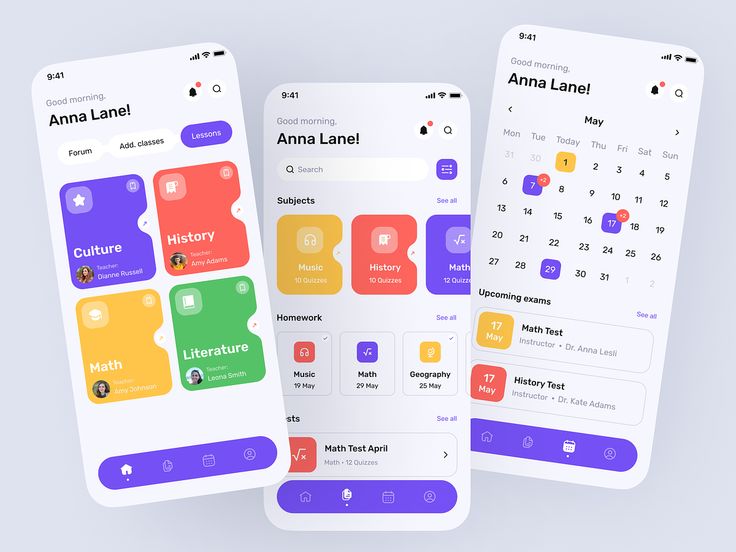 9:41
Good morning,
Anna Lane!
Forum
Add. classes
Lessons
Culture
Teacher:
Dianne Russell
History
Teacher:
Amy Adams
Math
Teacher:
Amy Johnson
Literature
Teacher:
Leona Smith
9:41
Good morning,
Anna Lane!
Search
Subjects See all
Music
10 Quizzes
History
10 Quizzes
Math
12 Quizzes
Homework See all
Music
19 May
Math
29 May
Geography
25 May
See all
Math Test April
Math • 12 Quizzes
9:41
Good morning,
Anna Lane!
May
Mon Tue Today Thu Fri Sat Sun
31 30 1 2 3 4 5
6 7 +2 8 9 10 11 12
13 14 15 16 17 +2 18 19
20 21 22 23 24 25 26
27 28 29 30 31 1 2
Upcoming exams See all
17
May
Math Test
Instructor • Dr. Anna Lesli
17
May
History Test
Instructor • Dr. Kate Adams